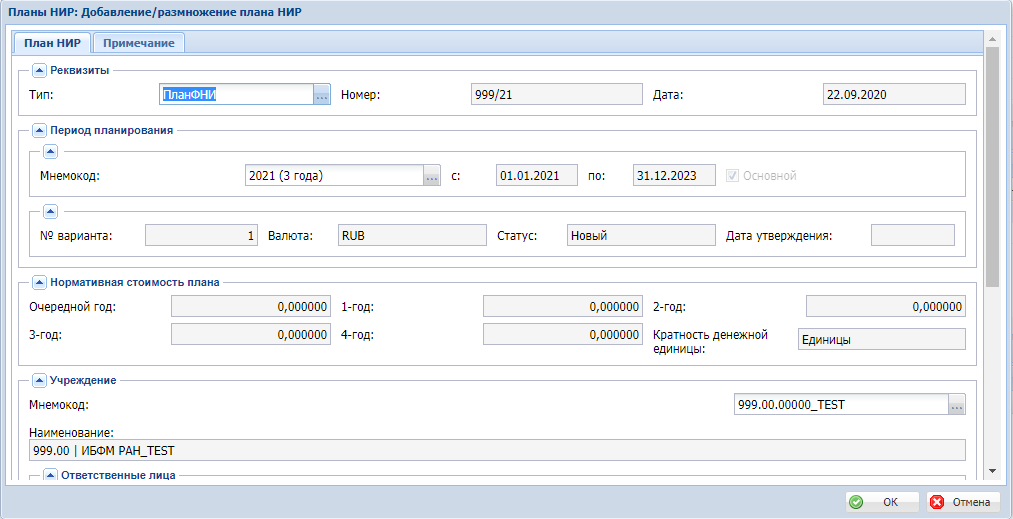 Планы НИР: Добавление/размножение плана НИР
План НИР Примечание
Реквизиты
Тип: ПланФНИ ... Номер: 999/21 Дата: 22.09.2020
Период планирования
Мнемокод: 2021 (3 года) ... с: 01.01.2021 по: 31.12.2023 Основной
№ варианта: 1 Валюта: RUB Статус: Новый Дата утверждения:
Нормативная стоимость плана
Очередной год: 0,000000 1-год: 0,000000 2-год: 0,000000
3-год: 0,000000 4-год: 0,000000 Кратность денежной
единицы: Единицы
Учреждение
Мнемокод: 999.00.00000_TEST ...
Наименование:
999.00 | ИБФМ РАН_TEST
Ответственные лица
ОК Отмена